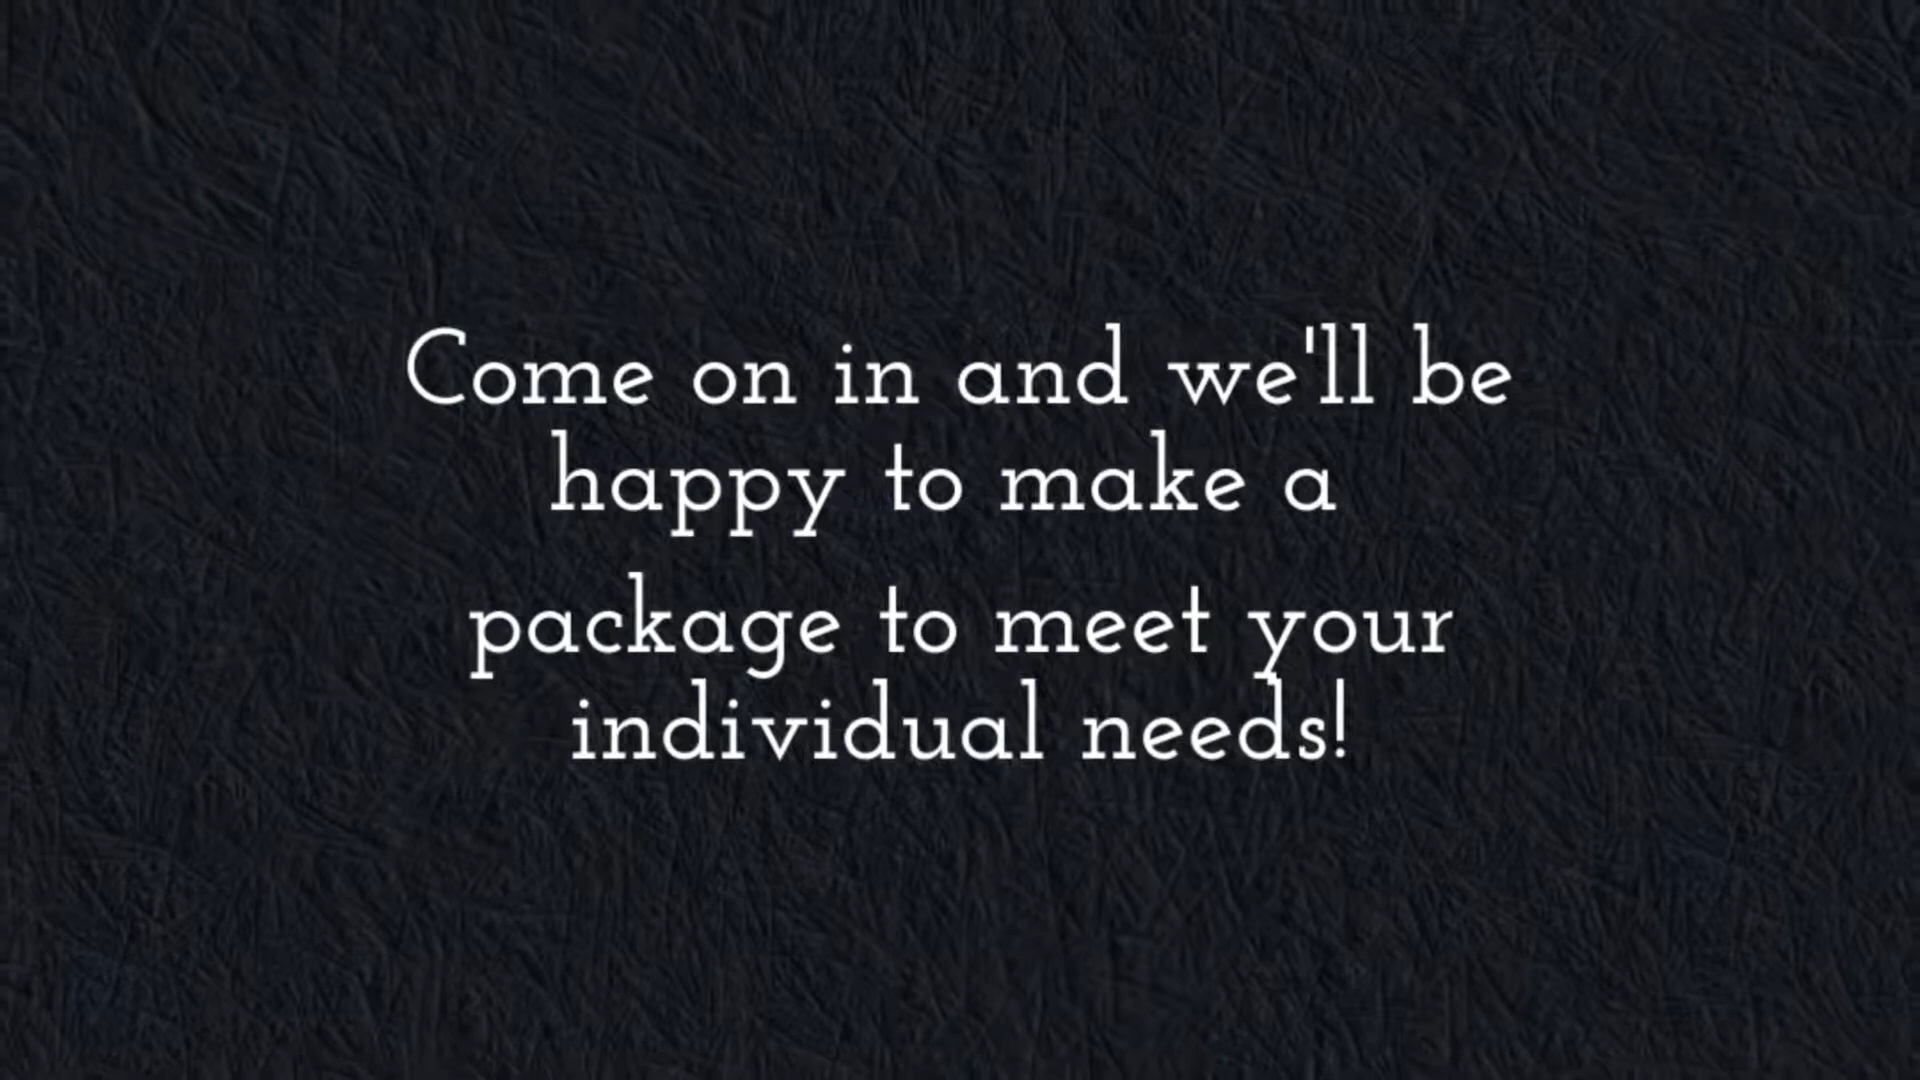 Come on in and we'll be
happy to make a
package to meet your
individual needs!